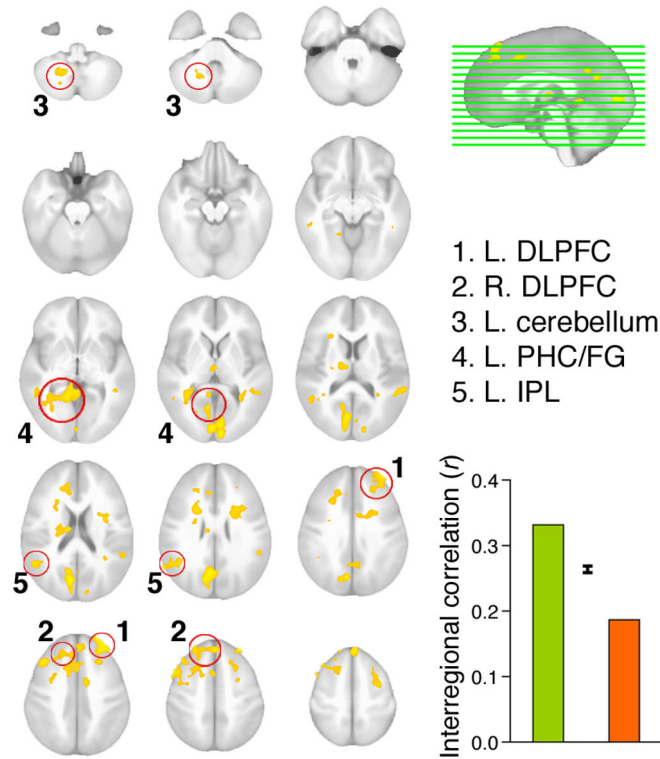 3
3
1. L. DLPFC
2. R. DLPFC
3. L. cerebellum
4. L. PHC/FG
5. L. IPL
4
4
1
5
5
2
1
2
Interregional correlation (r)
0.4
0.3
0.2
0.1
0.0